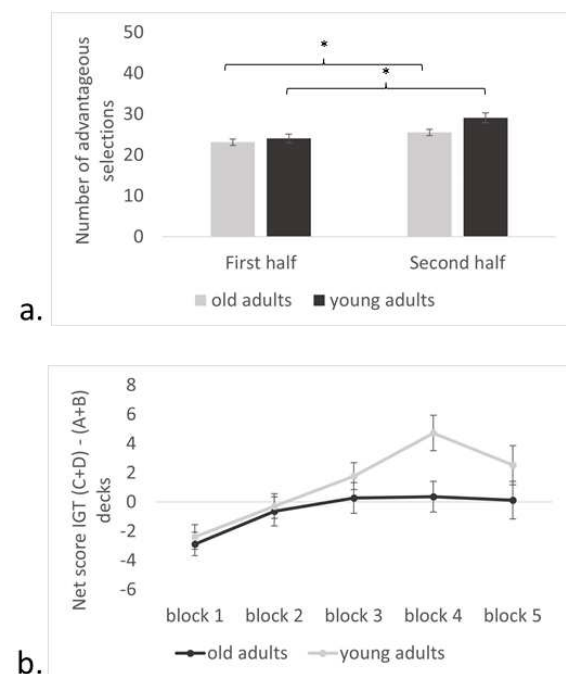 50
40
30
20
10
0
Number of advantageous
selections
*
*
First half
Second half
old adults
young adults
a.
8
6
4
2
0
-2
-4
-6
Net score IGT (C+D) - (A+B)
decks
block 1 block 2 block 3 block 4 block 5
old adults
young adults
b.